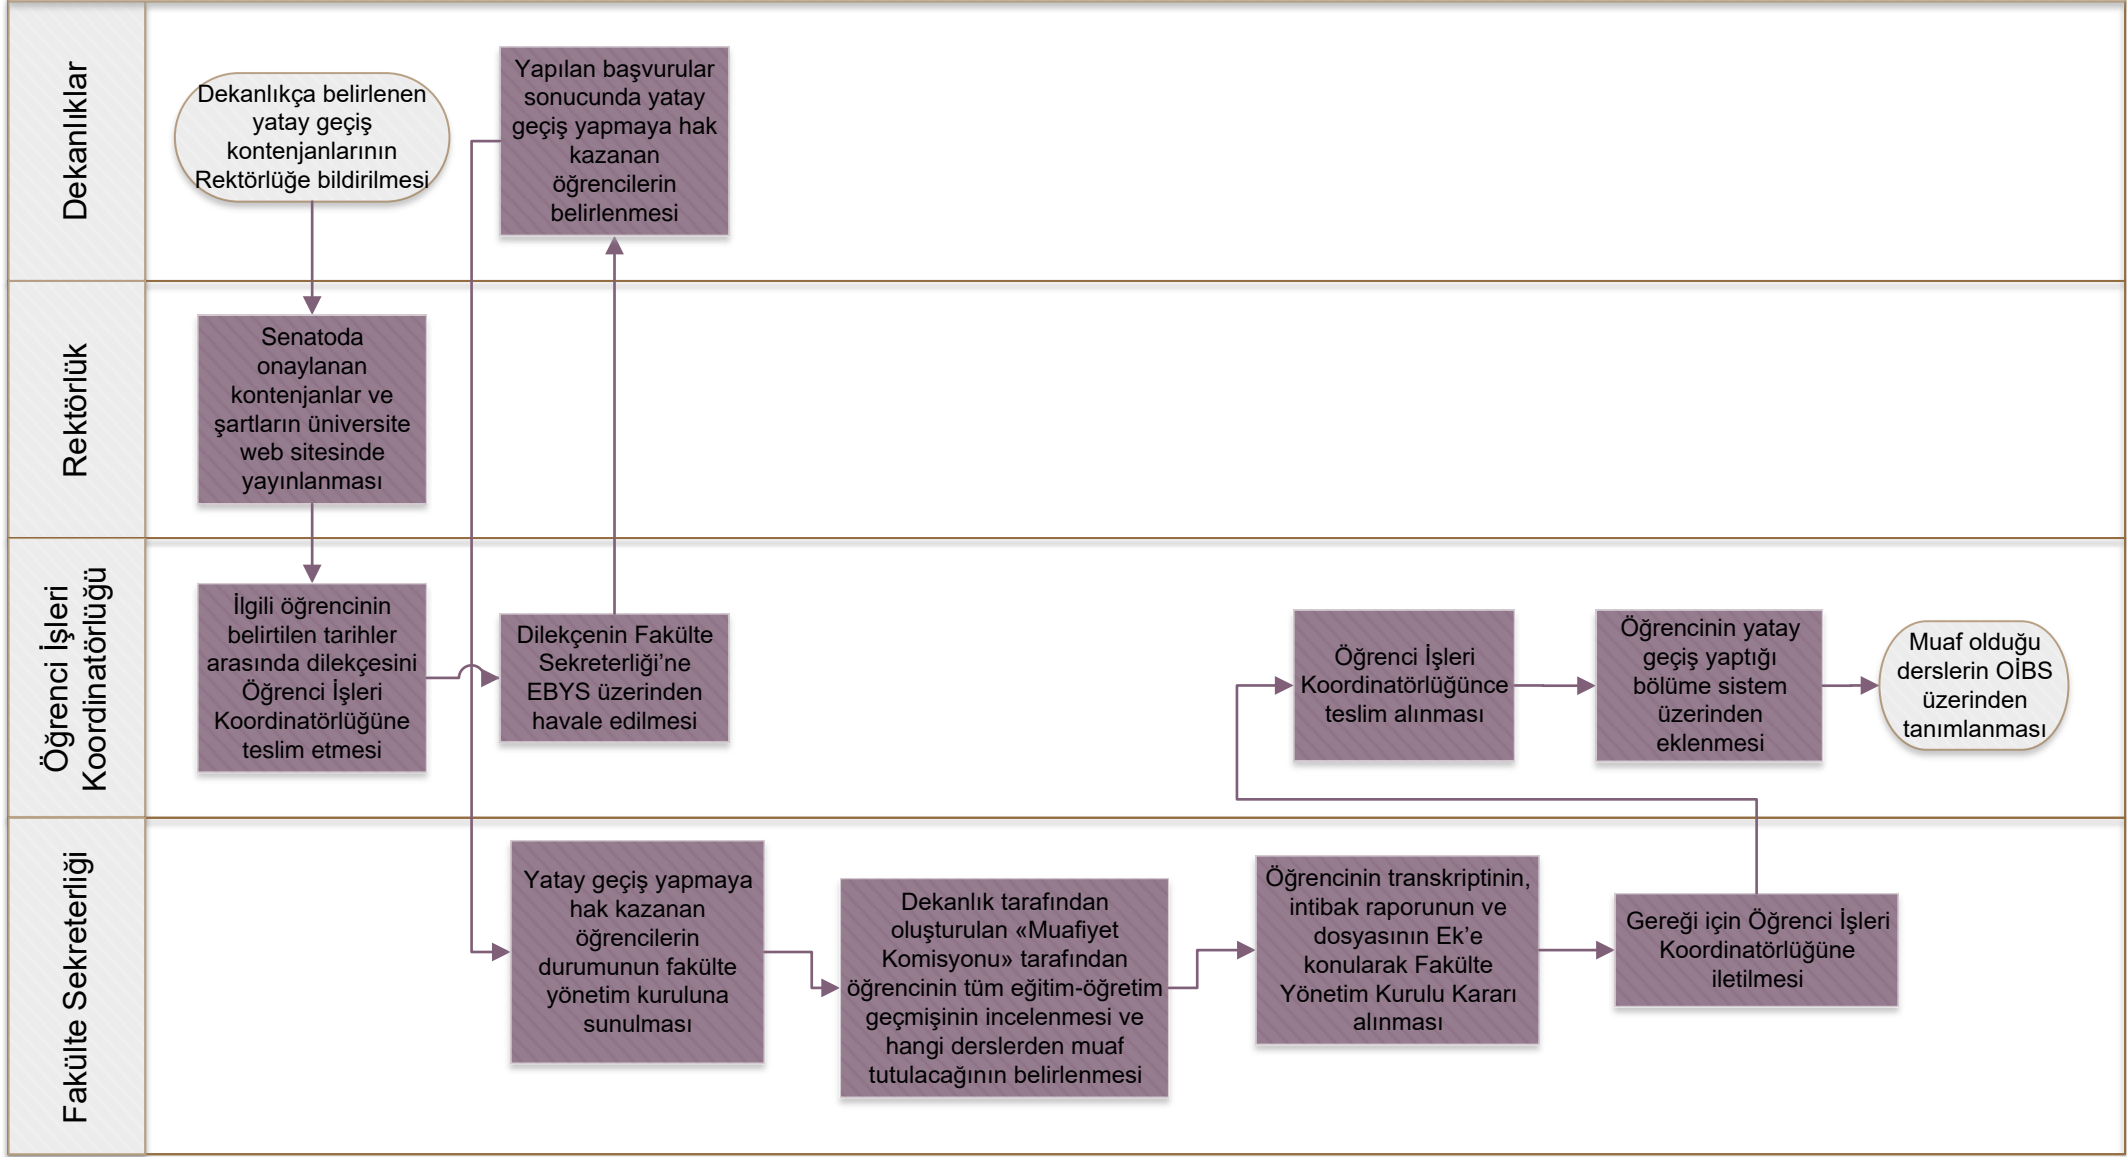 Dekanlıklar
Dekanlıkça belirlenen
yatay geçiş
kontenjanlarının
Rektörlüğe bildirilmesi
Yapılan başvurular
sonucunda yatay
geçiş yapmaya hak
kazanan
öğrencilerin
belirlenmesi
Rektörlük
Senatoda
onaylanan
kontenjanlar ve
şartların üniversite
web sitesinde
yayınlanması
Öğrenci İşleri
Koordinatörlüğü
İlgili öğrencinin
belirtilen tarihler
arasında dilekçesini
Öğrenci İşleri
Koordinatörlüğüne
teslim etmesi
Dilekçenin Fakülte
Sekreterliği’ne
EBYS üzerinden
havale edilmesi
Öğrenci İşleri
Koordinatörlüğünce
teslim alınması
Öğrencinin yatay
geçiş yaptığı
bölüme sistem
üzerinden
eklenmesi
Muaf olduğu
derslerin OİBS
üzerinden
tanımlanması
Fakülte Sekreterliği
Yatay geçiş yapmaya
hak kazanan
öğrencilerin
durumunun fakülte
yönetim kuruluna
sunulması
Dekanlık tarafından
oluşturulan «Muafiyet
Komisyonu» tarafından
öğrencinin tüm eğitim-öğretim
geçmişinin incelenmesi ve
hangi derslerden muaf
tutulacağının belirlenmesi
Öğrencinin transkriptinin,
intibak raporunun ve
dosyasının Ek’e
konularak Fakülte
Yönetim Kurulu Kararı
alınması
Gereği için Öğrenci İşleri
Koordinatörlüğüne
iletilmesi